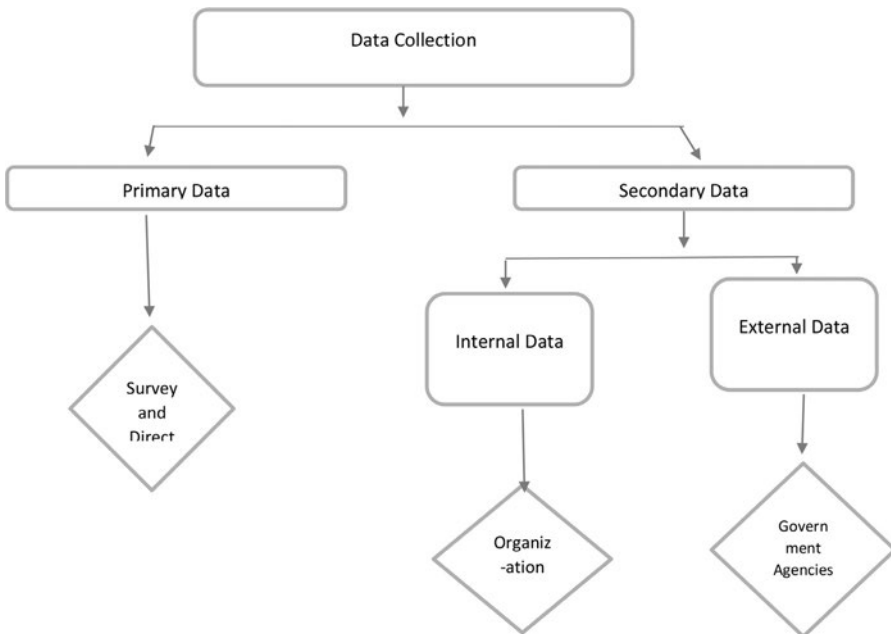 Data Collection
Primary Data
Secondary Data
Internal Data
External Data
Survey
and
Direct
Organiz
-ation
Govern
ment
Agencies